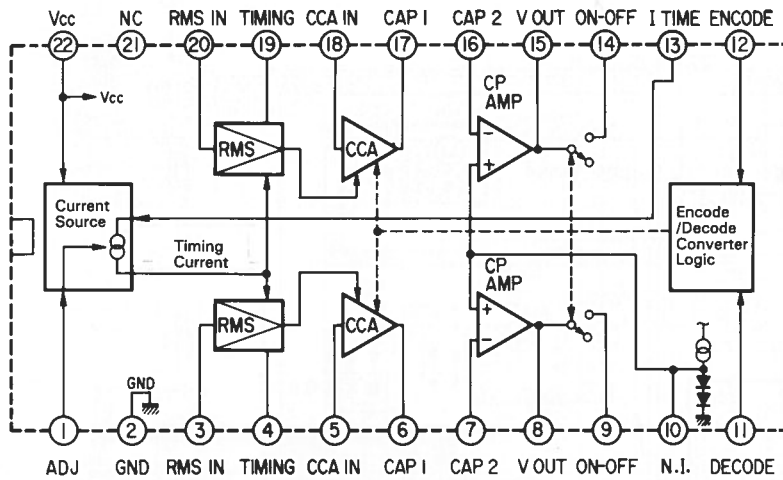 Vcc NC RMS IN TIMING CCA IN CAP 1 CAP 2 V OUT ON-OFF I TIME ENCODE
22 21 20 19 18 17 16 15 14 13 12
Vcc
CP
AMP
RMS
CCA
Current
Source
Timing
Current
Encode
/Decode
Converter
Logic
CP
AMP
RMS
CCA
GND
1 2 3 4 5 6 7 8 9 10 11
ADJ GND RMS IN TIMING CCA IN CAP 1 CAP 2 V OUT ON-OFF N.I. DECODE